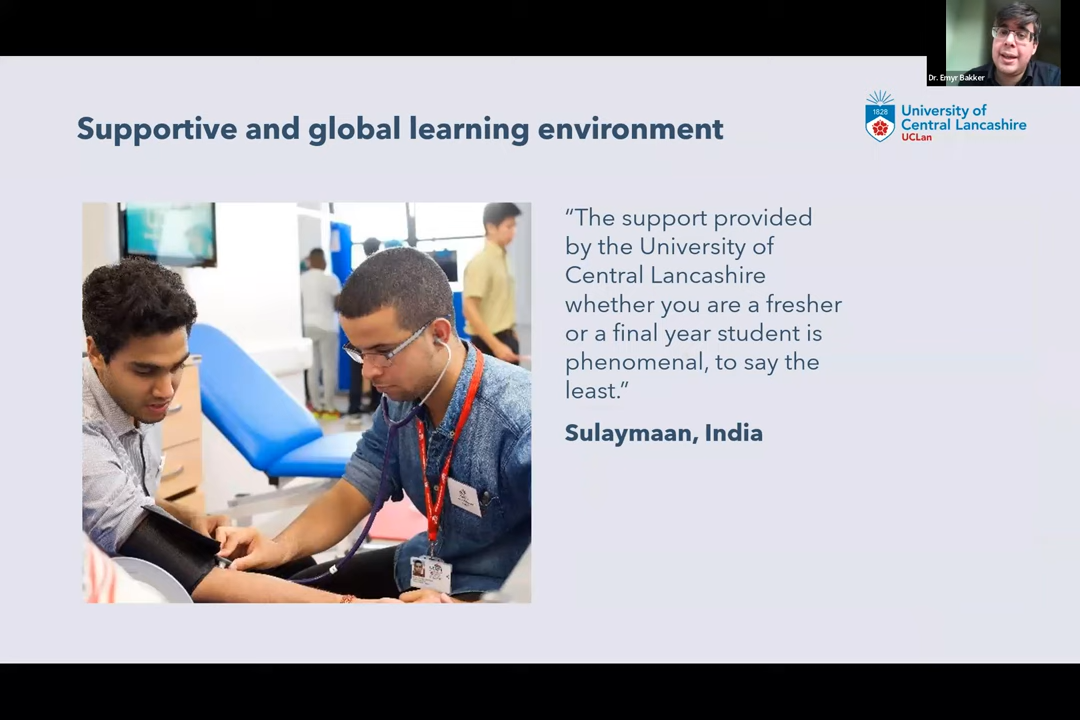 Dr. Emyr Bakker
Supportive and global learning environment
1828
University of
Central Lancashire
UCLan
“The support provided
by the University of
Central Lancashire
whether you are a fresher
or a final year student is
phenomenal, to say the
least.”
Sulaymaan, India